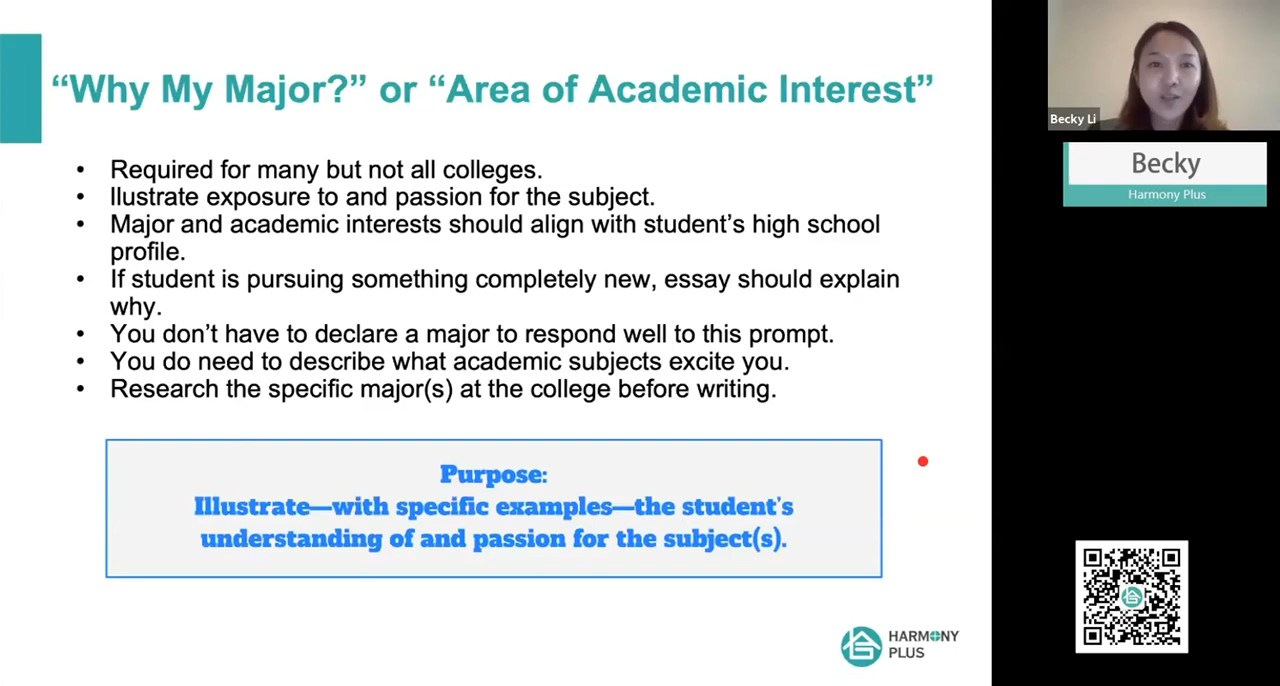 “Why My Major?” or “Area of Academic Interest”
• Required for many but not all colleges.
• llustrate exposure to and passion for the subject.
• Major and academic interests should align with student’s high school
profile.
• If student is pursuing something completely new, essay should explain
why.
• You don’t have to declare a major to respond well to this prompt.
• You do need to describe what academic subjects excite you.
• Research the specific major(s) at the college before writing.
Purpose:
Illustrate—with specific examples—the student's
understanding of and passion for the subject(s).
HARMONY
PLUS
Becky Li
Becky
Harmony Plus